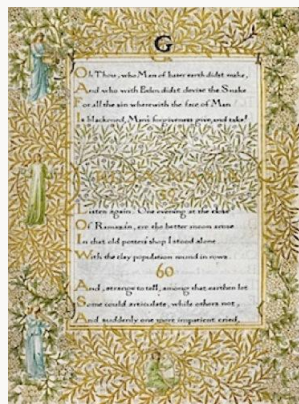 G
Oh Thou, who Man of baser earth didst make,
And who with Eden didst devise the Snake
For all the sin wherewith the face of Man
Is blackened, Man's forgiveness give, and take!
Listen again. One evening at the close
Of Ramazán, ere the better moon arose
In that old potter's shop I stood alone
With the clay population round in rows
60
And, strange to tell, among that earthen lot
Some could articulate, while others not,
And suddenly one more impatient cried,